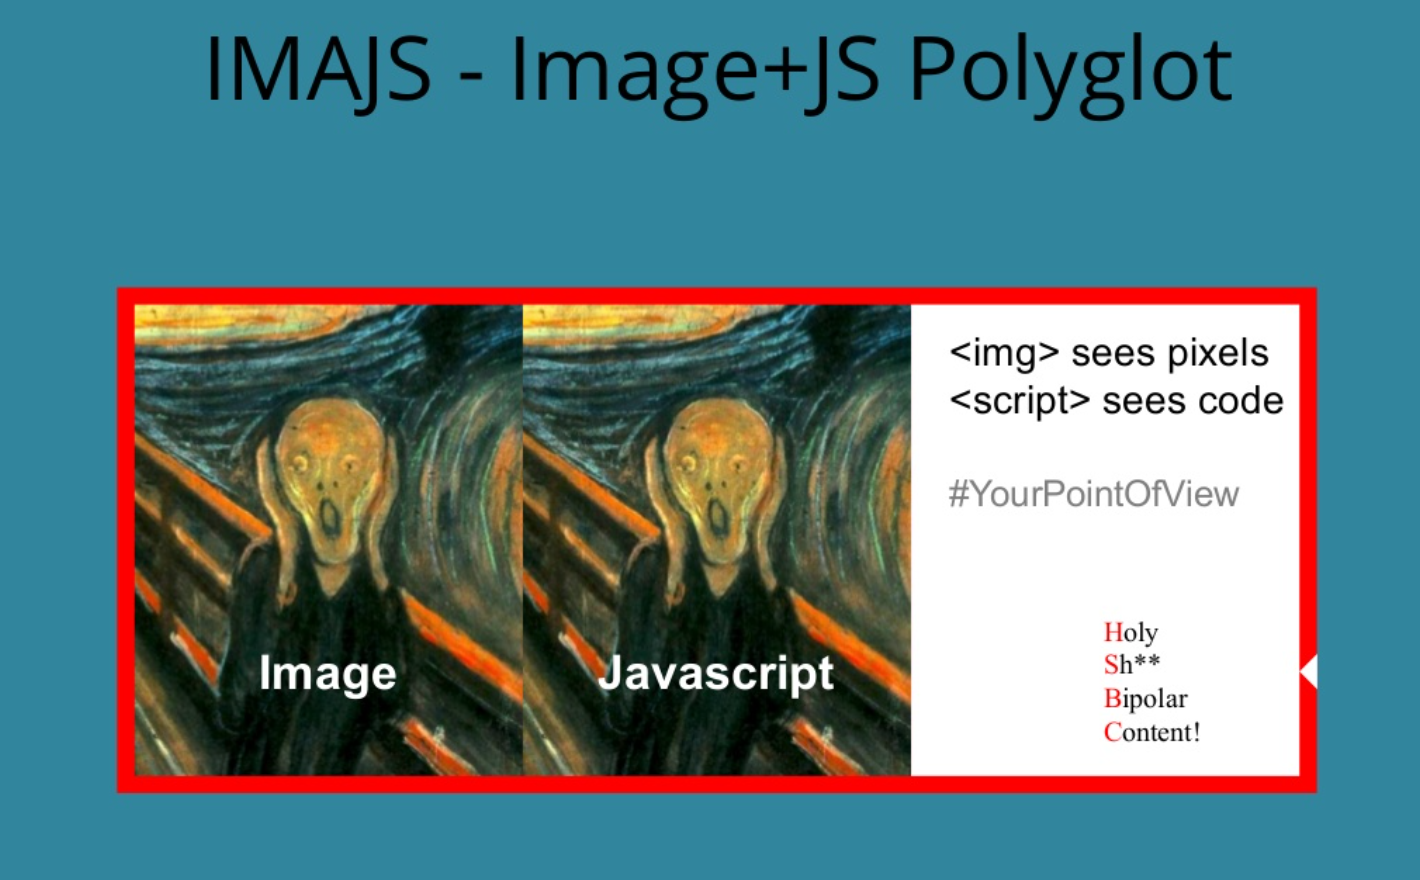 IMAJS - Image+JS Polyglot
Image
Javascript
<img> sees pixels
<script> sees code
#YourPointOfView
Holy
Sh**
Bipolar
Content!